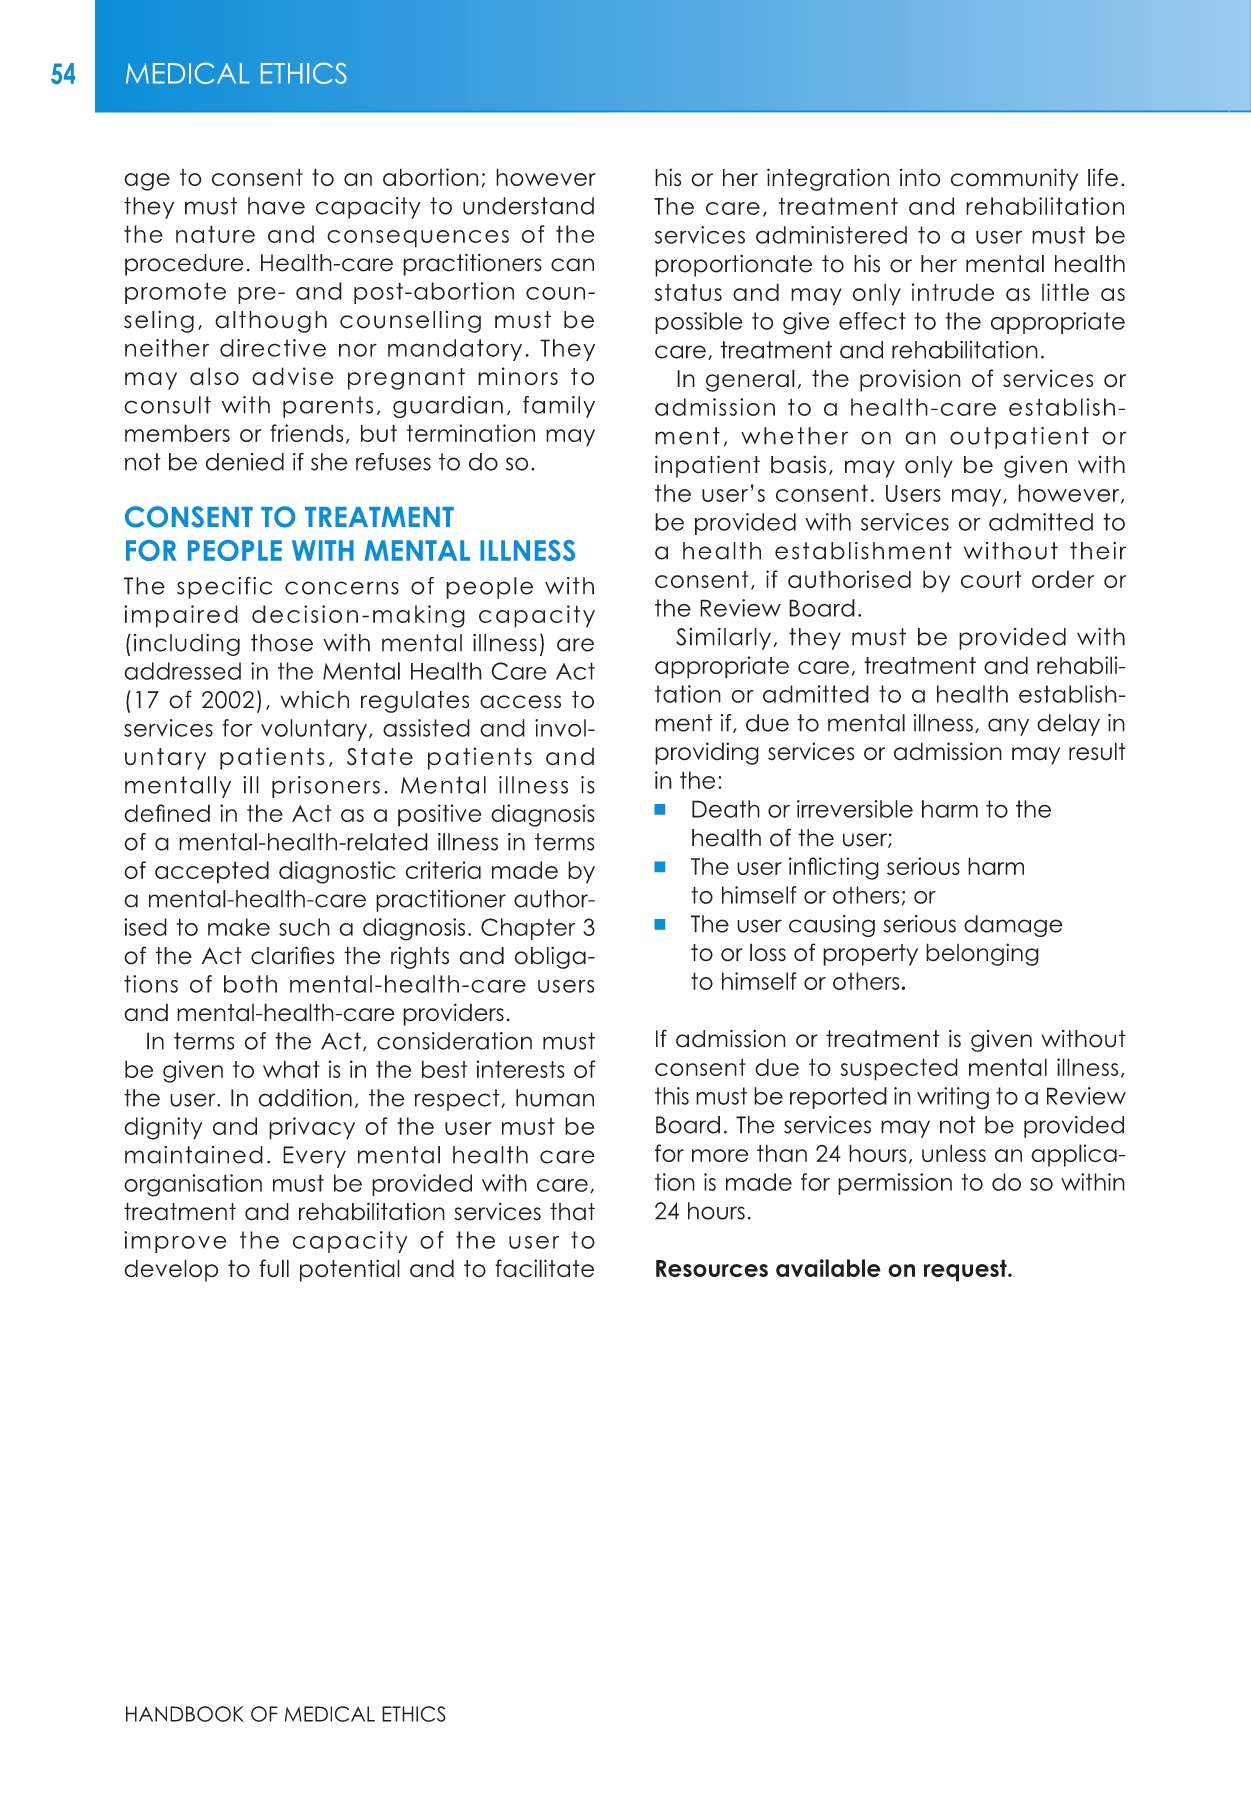 54
MEDICAL ETHICS
age to consent to an abortion; however
they must have capacity to understand
the nature and consequences of the
procedure. Health-care practitioners can
promote pre- and post-abortion coun-
seling, although counselling must be
neither directive nor mandatory. They
may also advise pregnant minors to
consult with parents, guardian, family
members or friends, but termination may
not be denied if she refuses to do so.
CONSENT TO TREATMENT
FOR PEOPLE WITH MENTAL ILLNESS
The specific concerns of people with
impaired decision-making capacity
(including those with mental illness) are
addressed in the Mental Health Care Act
(17 of 2002), which regulates access to
services for voluntary, assisted and invol-
untary patients, State patients and
mentally ill prisoners. Mental illness is
defined in the Act as a positive diagnosis
of a mental-health-related illness in terms
of accepted diagnostic criteria made by
a mental-health-care practitioner author-
ised to make such a diagnosis. Chapter 3
of the Act clarifies the rights and obliga-
tions of both mental-health-care users
and mental-health-care providers.
In terms of the Act, consideration must
be given to what is in the best interests of
the user. In addition, the respect, human
dignity and privacy of the user must be
maintained. Every mental health care
organisation must be provided with care,
treatment and rehabilitation services that
improve the capacity of the user to
develop to full potential and to facilitate
his or her integration into community life.
The care, treatment and rehabilitation
services administered to a user must be
proportionate to his or her mental health
status and may only intrude as little as
possible to give effect to the appropriate
care, treatment and rehabilitation.
In general, the provision of services or
admission to a health-care establish-
ment, whether on an outpatient or
inpatient basis, may only be given with
the user's consent. Users may, however,
be provided with services or admitted to
a health establishment without their
consent, if authorised by court order or
the Review Board.
Similarly, they must be provided with
appropriate care, treatment and rehabili-
tation or admitted to a health establish-
ment if, due to mental illness, any delay in
providing services or admission may result
in the:
■ Death or irreversible harm to the
health of the user;
■ The user inflicting serious harm
to himself or others; or
■ The user causing serious damage
to or loss of property belonging
to himself or others.
If admission or treatment is given without
consent due to suspected mental illness,
this must be reported in writing to a Review
Board. The services may not be provided
for more than 24 hours, unless an applica-
tion is made for permission to do so within
24 hours.
Resources available on request.
HANDBOOK OF MEDICAL ETHICS